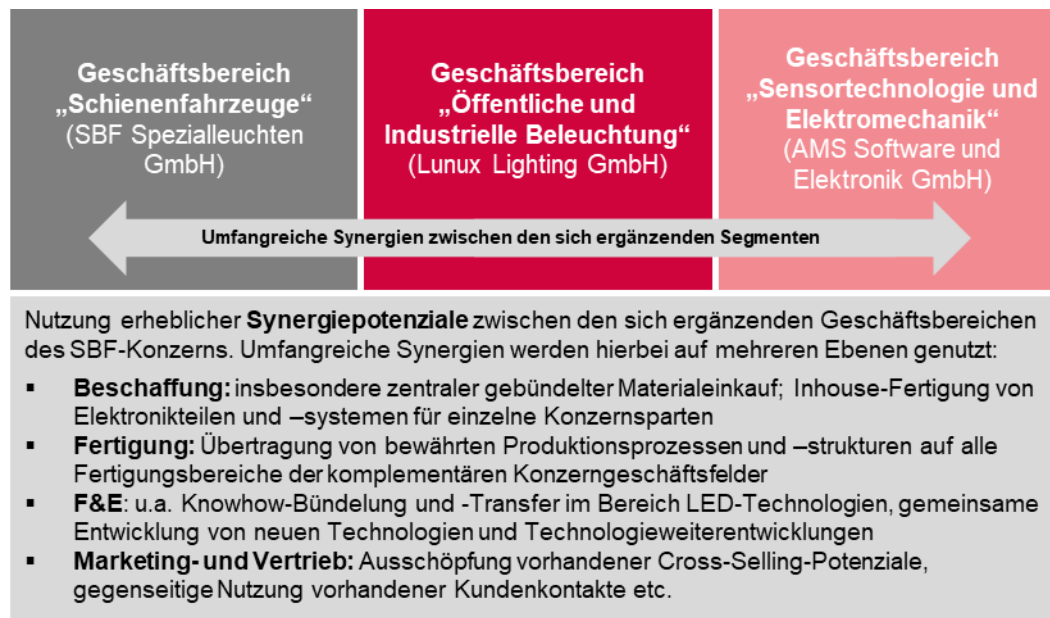 Geschäftsbereich
„Schienenfahrzeuge“
(SBF Spezialleuchten
GmbH)
Geschäftsbereich
„Öffentliche und
Industrielle Beleuchtung“
(Lunux Lighting GmbH)
Geschäftsbereich
„Sensortechnologie und
Elektromechanik“
(AMS Software und
Elektronik GmbH)
Umfangreiche Synergien zwischen den sich ergänzenden Segmenten
Nutzung erheblicher Synergiepotenziale zwischen den sich ergänzenden Geschäftsbereichen
des SBF-Konzerns. Umfangreiche Synergien werden hierbei auf mehreren Ebenen genutzt:
▪ Beschaffung: insbesondere zentraler gebündelter Materialeinkauf; Inhouse-Fertigung von
Elektronikteilen und –systemen für einzelne Konzernsparten
▪ Fertigung: Übertragung von bewährten Produktionsprozessen und –strukturen auf alle
Fertigungsbereiche der komplementären Konzerngeschäftsfelder
▪ F&E: u.a. Knowhow-Bündelung und -Transfer im Bereich LED-Technologien, gemeinsame
Entwicklung von neuen Technologien und Technologieweiterentwicklungen
▪ Marketing- und Vertrieb: Ausschöpfung vorhandener Cross-Selling-Potenziale,
gegenseitige Nutzung vorhandener Kundenkontakte etc.